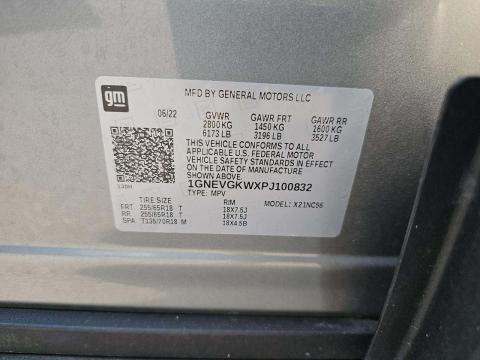 gm
MFD BY GENERAL MOTORS LLC
06/22 GVWR GAWR FRT GAWR RR
2800 KG 1450 KG 1600 KG
6173 LB 3196 LB 3527 LB
THIS VEHICLE CONFORMS TO ALL
APPLICABLE U.S. FEDERAL MOTOR
VEHICLE SAFETY STANDARDS IN
EFFECT ON THE DATE OF MANUFACTURE
SHOWN ABOVE.
1GNEVGKWXPJ100832
TYPE: MPV
TIRE SIZE RIM MODEL: X21NC56
FRT 255/65R18 T 18X7.5J
RR 255/65R18 T 18X7.5J
SPA T135/70R18 M 18X4.5B